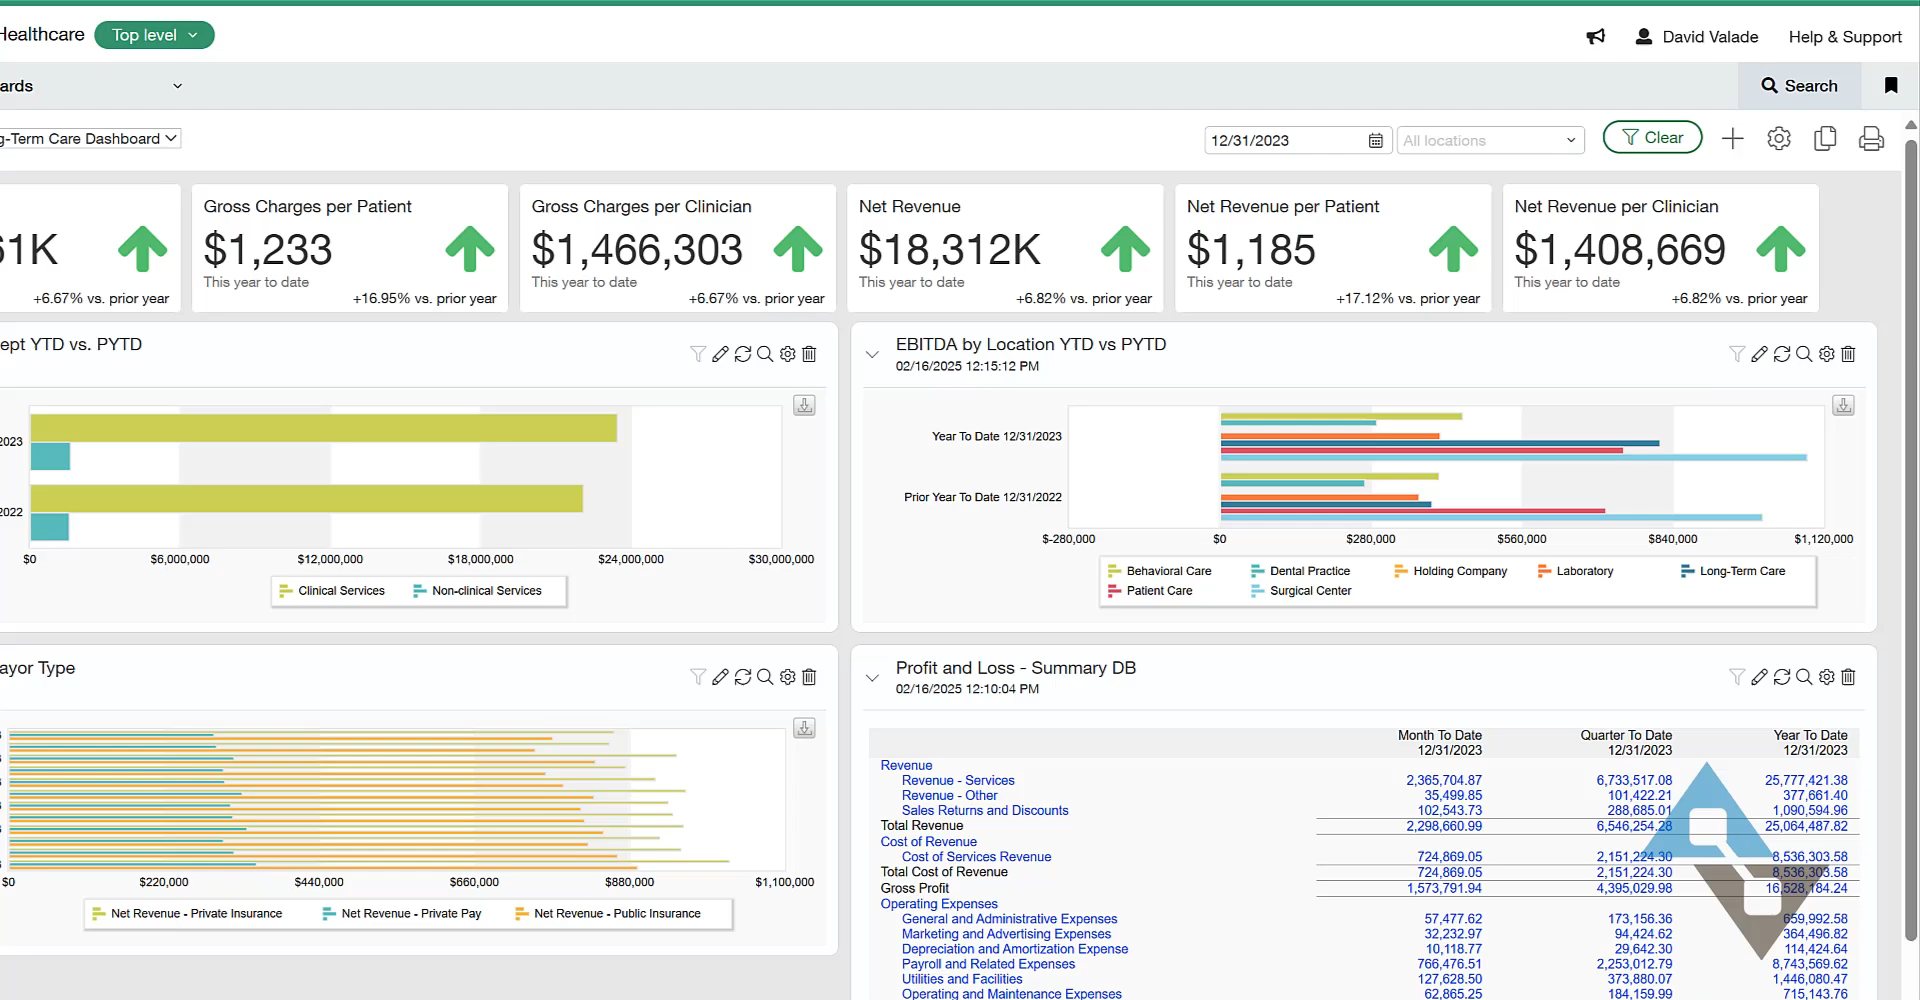 Healthcare Top level David Valade Help & Support
ards Search
g-Term Care Dashboard 12/31/2023 All locations Clear
61K
+6.67% vs. prior year
Gross Charges per Patient
$1,233
This year to date
+16.95% vs. prior year
Gross Charges per Clinician
$1,466,303
This year to date
+6.67% vs. prior year
Net Revenue
$18,312K
This year to date
+6.82% vs. prior year
Net Revenue per Patient
$1,185
This year to date
+17.12% vs. prior year
Net Revenue per Clinician
$1,408,669
This year to date
+6.82% vs. prior year
ept YTD vs. PYTD
2023
2022
$0 $6,000,000 $12,000,000 $18,000,000 $24,000,000 $30,000,000
Clinical Services Non-clinical Services
EBITDA by Location YTD vs PYTD
02/16/2025 12:15:12 PM
Year To Date 12/31/2023
Prior Year To Date 12/31/2022
$-280,000 $0 $280,000 $560,000 $840,000 $1,120,000
Behavioral Care Dental Practice Holding Company Laboratory Long-Term Care
Patient Care Surgical Center
ayor Type
$0 $220,000 $440,000 $660,000 $880,000 $1,100,000
Net Revenue - Private Insurance Net Revenue - Private Pay Net Revenue - Public Insurance
Profit and Loss - Summary DB
02/16/2025 12:10:04 PM
Month To Date Quarter To Date Year To Date
12/31/2023 12/31/2023 12/31/2023
Revenue
Revenue - Services 2,365,704.87 6,733,517.08 25,777,421.38
Revenue - Other 35,499.85 101,422.21 377,661.40
Sales Returns and Discounts 102,543.73 288,685.01 1,090,594.96
Total Revenue 2,298,660.99 6,546,254.28 25,064,487.82
Cost of Revenue
Cost of Services Revenue 724,869.05 2,151,224.30 8,536,303.58
Total Cost of Revenue 724,869.05 2,151,224.30 8,536,303.58
Gross Profit 1,573,791.94 4,395,029.98 16,528,184.24
Operating Expenses
General and Administrative Expenses 57,477.62 173,156.36 659,992.58
Marketing and Advertising Expenses 32,232.97 94,424.62 364,496.82
Depreciation and Amortization Expense 10,118.77 29,642.30 114,424.64
Payroll and Related Expenses 766,476.51 2,253,012.79 8,743,569.62
Utilities and Facilities 127,628.50 373,880.07 1,446,080.47
Operating and Maintenance Expenses 62,865.25 184,159.99 715,143.76